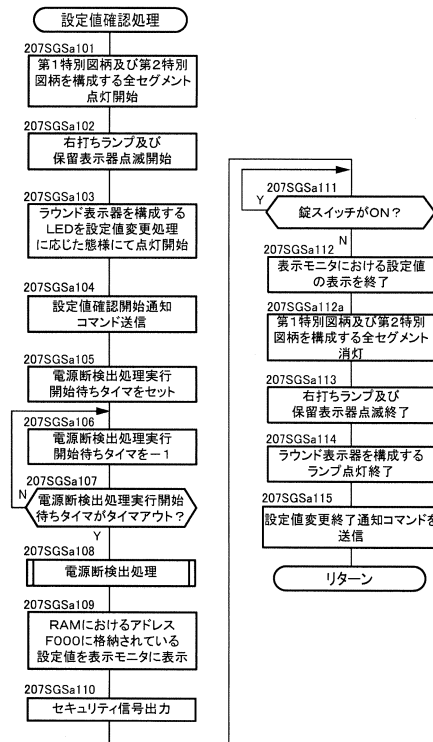 設定値確認処理
207SGSa101
第1特別図柄及び第2特別
図柄を構成する全セグメント
点灯開始
207SGSa102
右打ちランプ及び
保留表示器点滅開始
207SGSa103
ラウンド表示器を構成する
LEDを設定値変更処理
に応じた態様にて点灯開始
207SGSa104
設定値確認開始通知
コマンド送信
207SGSa105
電源断検出処理実行
開始待ちタイマをセット
207SGSa106
電源断検出処理実行
開始待ちタイマを－1
207SGSa107
N
電源断検出処理実行開始
待ちタイマがタイマアウト？
Y
207SGSa108
電源断検出処理
207SGSa109
RAMにおけるアドレス
F000に格納されている
設定値を表示モニタに表示
207SGSa110
セキュリティ信号出力
207SGSa111
Y
錠スイッチがON？
N
207SGSa112
表示モニタにおける設定値
の表示を終了
207SGSa112a
第1特別図柄及び第2特別
図柄を構成する全セグメント
消灯
207SGSa113
右打ちランプ及び
保留表示器点滅終了
207SGSa114
ラウンド表示器を構成する
ランプ点灯終了
207SGSa115
設定値変更終了通知コマンドを
送信
リターン